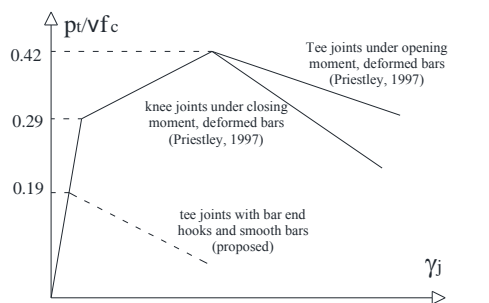 pt/√fc
0.42
Tee joints under opening
moment, deformed bars
(Priestley, 1997)
knee joints under closing
moment, deformed bars
(Priestley, 1997)
0.29
0.19
tee joints with bar end
hooks and smooth bars
(proposed)
γj